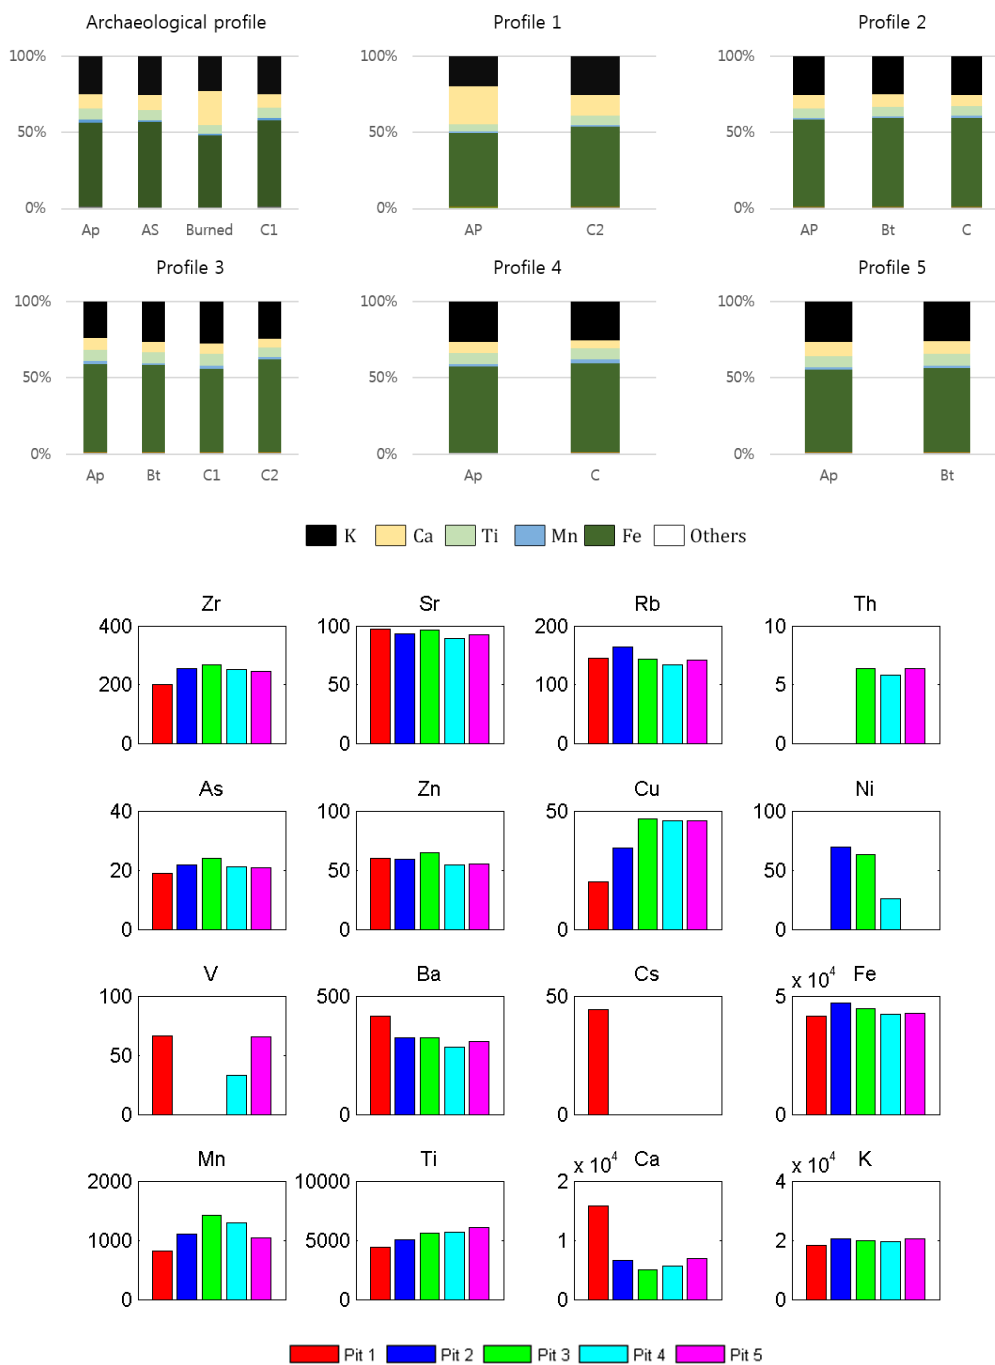 Archaeological profile
Profile 1
Profile 2
100%
50%
0%
Ap AS Burned C1
100%
50%
0%
AP C2
100%
50%
0%
AP Bt C
Profile 3
Profile 4
Profile 5
100%
50%
0%
Ap Bt C1 C2
100%
50%
0%
Ap C
100%
50%
0%
Ap Bt
K Ca Ti Mn Fe Others
Zr
400
200
0
Sr
100
50
0
Rb
200
100
0
Th
10
5
0
As
40
20
0
Zn
100
50
0
Cu
50
0
Ni
100
50
0
V
100
50
0
Ba
500
0
Cs
50
0
x 10⁴ Fe
5
0
Mn
2000
1000
0
Ti
10000
5000
0
x 10⁴ Ca
2
1
0
x 10⁴ K
4
2
0
Pit 1 Pit 2 Pit 3 Pit 4 Pit 5